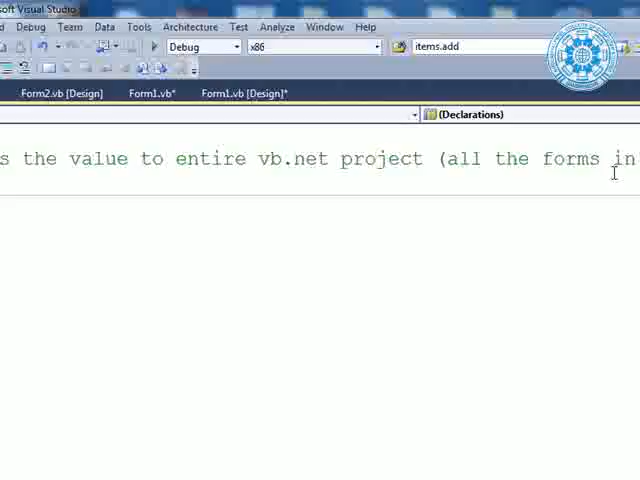 soft Visual Studio
d Debug Team Data Tools Architecture Test Analyze Window Help
Debug x86 items.add
Form2.vb [Design] Form1.vb* Form1.vb [Design]*
(Declarations)
s the value to entire vb.net project (all the forms in